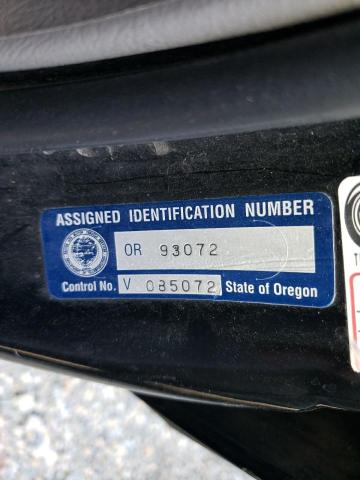 ASSIGNED IDENTIFICATION NUMBER
OR 93072
Control No. V 085072 State of Oregon